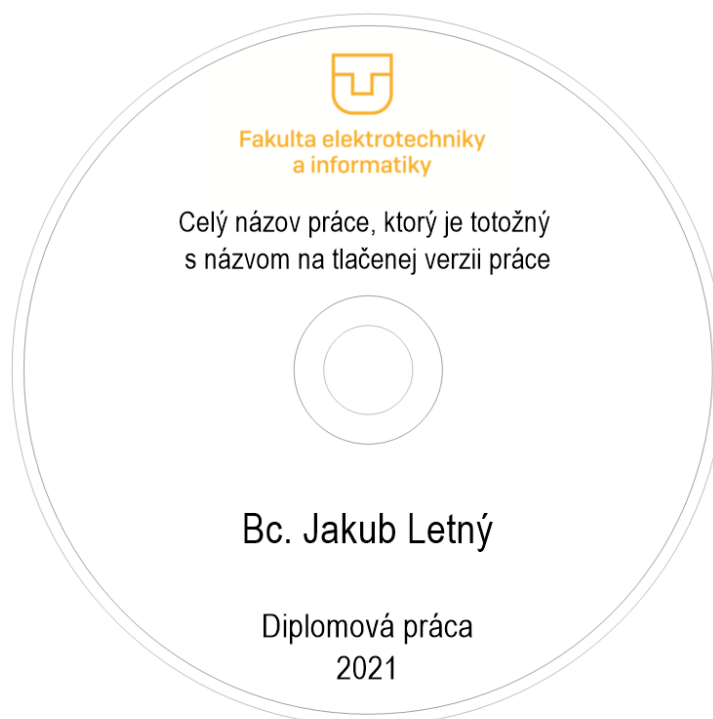 Fakulta elektrotechniky
a informatiky
Celý názov práce, ktorý je totožný
s názvom na tlačenej verzii práce
Bc. Jakub Letný
Diplomová práca
2021